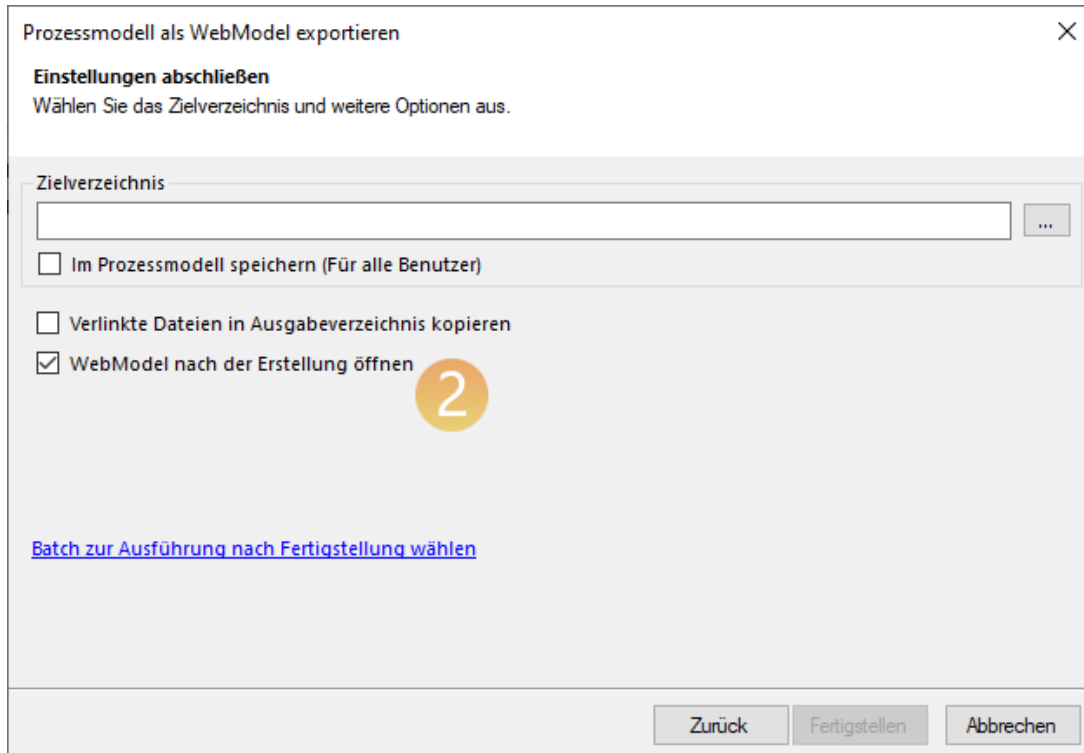 Prozessmodell als WebModel exportieren
Einstellungen abschließen
Wählen Sie das Zielverzeichnis und weitere Optionen aus.
Zielverzeichnis
...
Im Prozessmodell speichern (Für alle Benutzer)
Verlinkte Dateien in Ausgabeverzeichnis kopieren
WebModel nach der Erstellung öffnen
2
Batch zur Ausführung nach Fertigstellung wählen
Zurück Fertigstellen Abbrechen